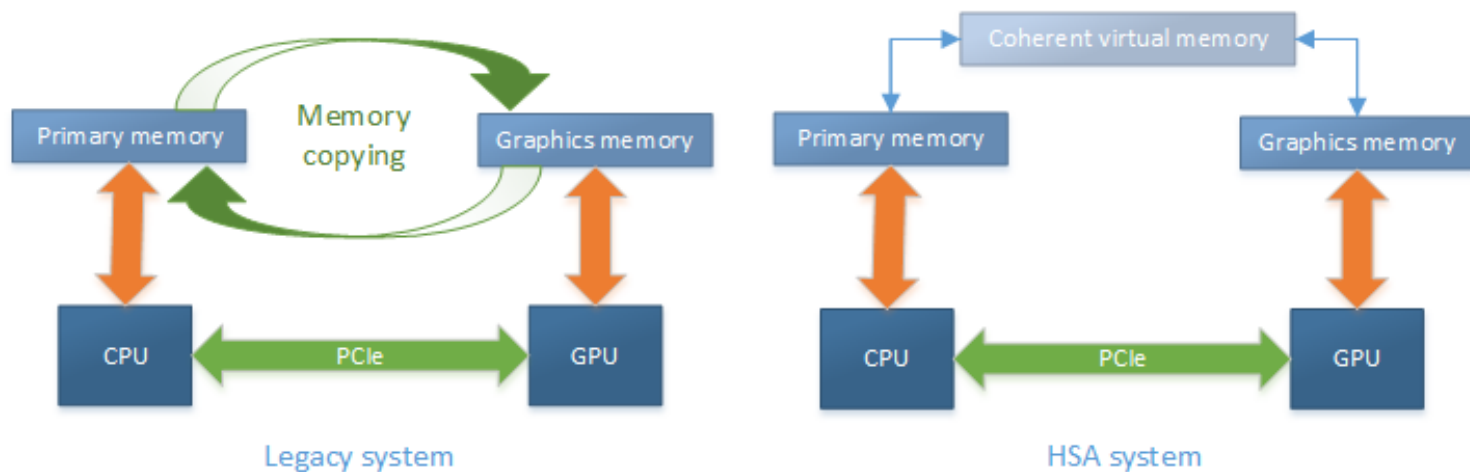 Primary memory
Memory
copying
Graphics memory
CPU
PCIe
GPU
Legacy system
Coherent virtual memory
Primary memory
Graphics memory
CPU
PCIe
GPU
HSA system